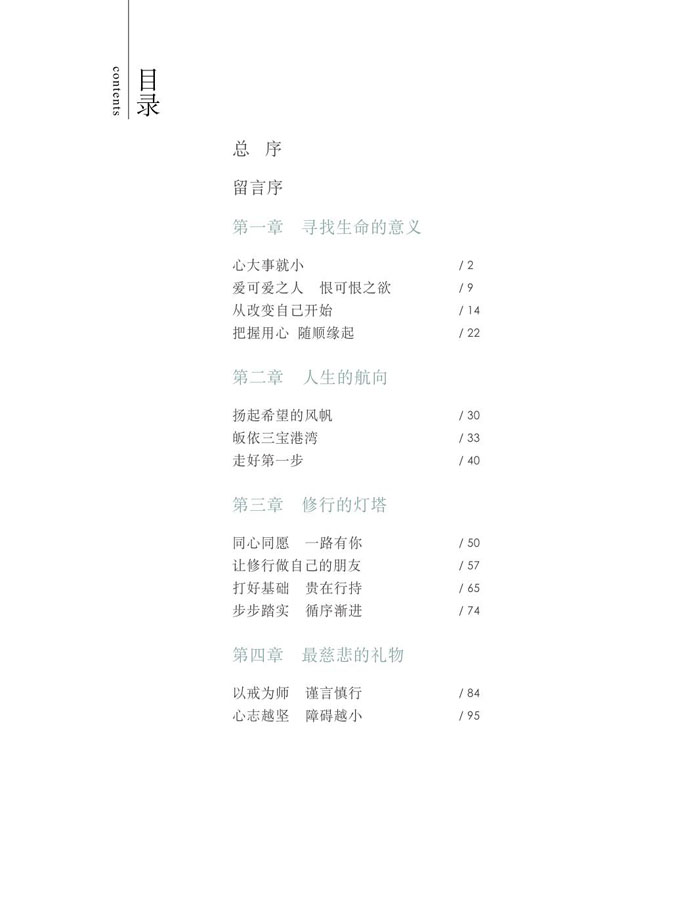 目录
contents
总　序
留言序
第一章　寻找生命的意义
心大事就小 / 2
爱可爱之人　恨可恨之欲 / 9
从改变自己开始 / 14
把握用心 随顺缘起 / 22
第二章　人生的航向
扬起希望的风帆 / 30
皈依三宝港湾 / 33
走好第一步 / 40
第三章　修行的灯塔
同心同愿　一路有你 / 50
让修行做自己的朋友 / 57
打好基础　贵在行持 / 65
步步踏实　循序渐进 / 74
第四章　最慈悲的礼物
以戒为师　谨言慎行 / 84
心志越坚　障碍越小 / 95